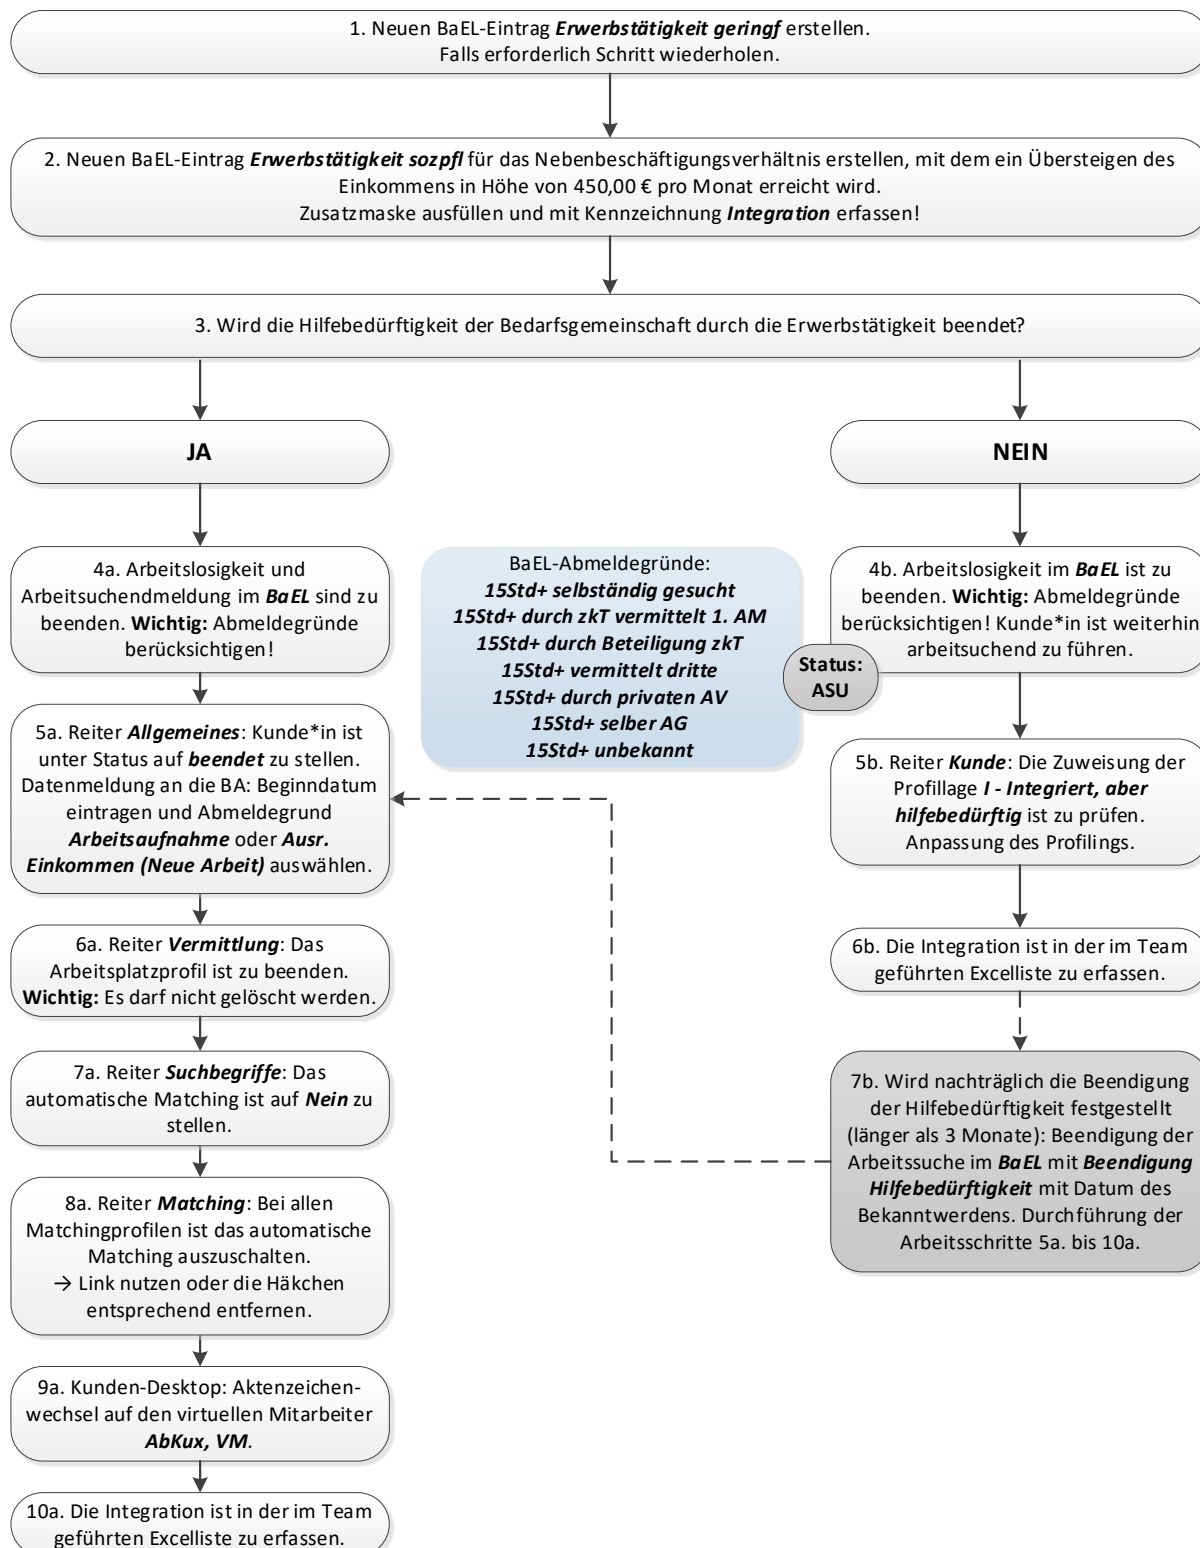 1. Neuen BaEL-Eintrag Erwerbstätigkeit geringf erstellen.
Falls erforderlich Schritt wiederholen.
2. Neuen BaEL-Eintrag Erwerbstätigkeit sozpfl für das Nebenbeschäftigungsverhältnis erstellen, mit dem ein Übersteigen des
Einkommens in Höhe von 450,00 € pro Monat erreicht wird.
Zusatzmaske ausfüllen und mit Kennzeichnung Integration erfassen!
3. Wird die Hilfebedürftigkeit der Bedarfsgemeinschaft durch die Erwerbstätigkeit beendet?
JA
NEIN
4a. Arbeitslosigkeit und
Arbeitsuchendmeldung im BaEL sind zu
beenden. Wichtig: Abmeldegründe
berücksichtigen!
BaEL-Abmeldegründe:
15Std+ selbständig gesucht
15Std+ durch zkT vermittelt 1. AM
15Std+ durch Beteiligung zkT
15Std+ vermittelt dritte
15Std+ durch privaten AV
15Std+ selber AG
15Std+ unbekannt
Status:
ASU
4b. Arbeitslosigkeit im BaEL ist zu
beenden. Wichtig: Abmeldegründe
berücksichtigen! Kunde*in ist weiterhin
arbeitsuchend zu führen.
5a. Reiter Allgemeines: Kunde*in ist
unter Status auf beendet zu stellen.
Datenmeldung an die BA: Beginndatum
eintragen und Abmeldegrund
Arbeitsaufnahme oder Ausr.
Einkommen (Neue Arbeit) auswählen.
5b. Reiter Kunde: Die Zuweisung der
Profillage I - Integriert, aber
hilfebedürftig ist zu prüfen.
Anpassung des Profilings.
6a. Reiter Vermittlung: Das
Arbeitsplatzprofil ist zu beenden.
Wichtig: Es darf nicht gelöscht werden.
6b. Die Integration ist in der im Team
geführten Excelliste zu erfassen.
7a. Reiter Suchbegriffe: Das
automatische Matching ist auf Nein zu
stellen.
7b. Wird nachträglich die Beendigung
der Hilfebedürftigkeit festgestellt
(länger als 3 Monate): Beendigung der
Arbeitssuche im BaEL mit Beendigung
Hilfebedürftigkeit mit Datum des
Bekanntwerdens. Durchführung der
Arbeitsschritte 5a. bis 10a.
8a. Reiter Matching: Bei allen
Matchingprofilen ist das automatische
Matching auszuschalten.
→ Link nutzen oder die Häkchen
entsprechend entfernen.
9a. Kunden-Desktop: Aktenzeichen-
wechsel auf den virtuellen Mitarbeiter
AbKux, VM.
10a. Die Integration ist in der im Team
geführten Excelliste zu erfassen.